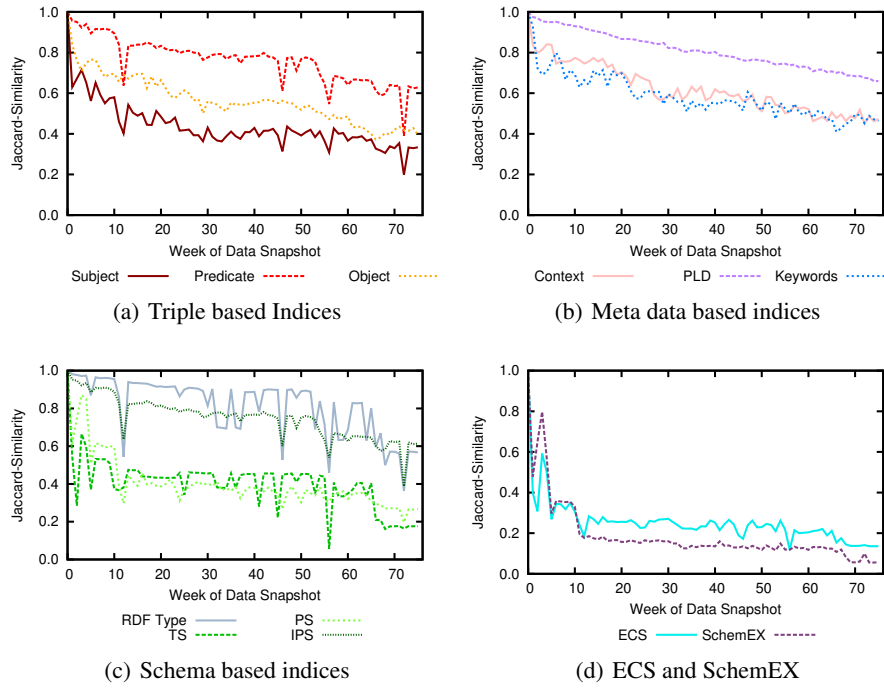 1.0
0.8
0.6
0.4
0.2
0.0
Jaccard-Similarity
0 10 20 30 40 50 60 70
Week of Data Snapshot
Subject Predicate Object
(a) Triple based Indices
1.0
0.8
0.6
0.4
0.2
0.0
Jaccard-Similarity
0 10 20 30 40 50 60 70
Week of Data Snapshot
Context PLD Keywords
(b) Meta data based indices
1.0
0.8
0.6
0.4
0.2
0.0
Jaccard-Similarity
0 10 20 30 40 50 60 70
Week of Data Snapshot
RDF Type PS
TS IPS
(c) Schema based indices
1.0
0.8
0.6
0.4
0.2
0.0
Jaccard-Similarity
0 10 20 30 40 50 60 70
Week of Data Snapshot
ECS SchemEX
(d) ECS and SchemEX